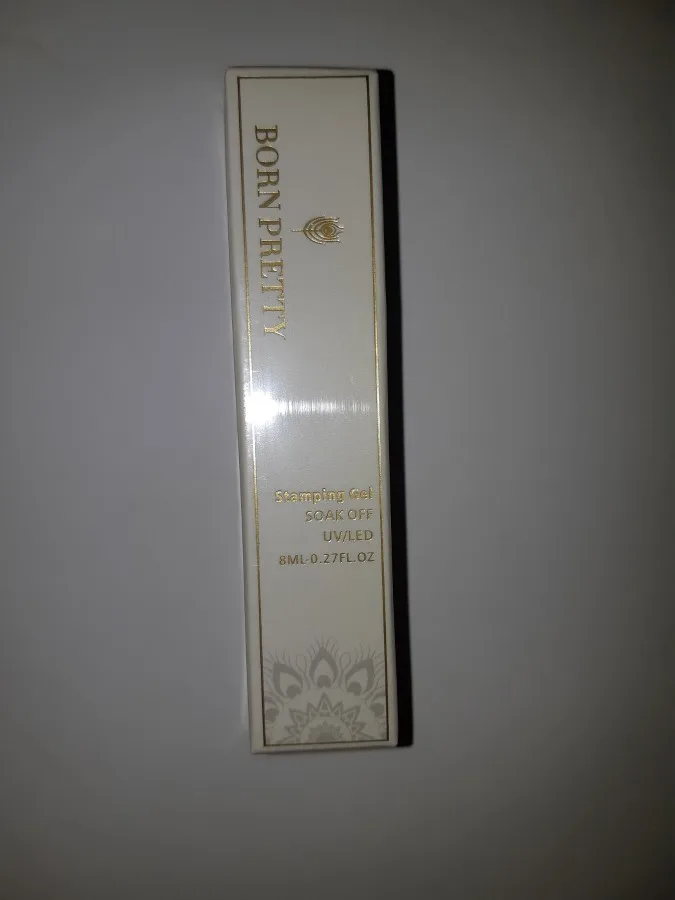 BORN PRETTY
Stamping Gel
SOAK OFF
UV/LED
8ML-0.27FL.OZ